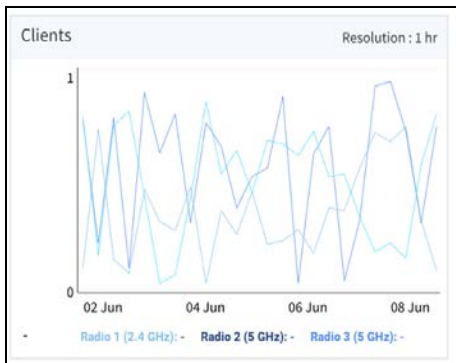 Clients
Resolution : 1 hr
1
0
02 Jun 04 Jun 06 Jun 08 Jun
- Radio 1 (2.4 GHz): - Radio 2 (5 GHz): - Radio 3 (5 GHz): -